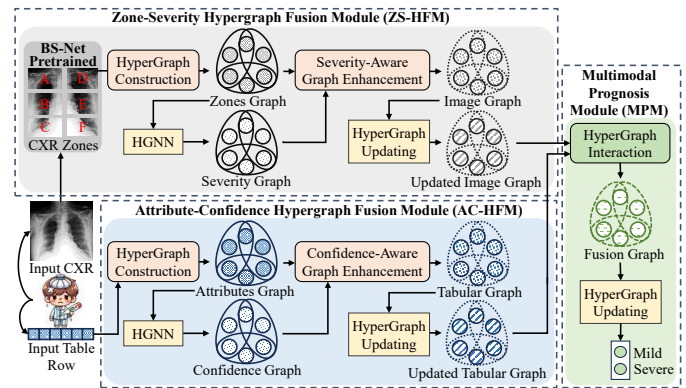 Zone-Severity Hypergraph Fusion Module (ZS-HFM)
BS-Net
Pretrained
A
D
B
E
C
F
CXR Zones
HyperGraph
Construction
Zones Graph
HGNN
Severity Graph
Severity-Aware
Graph Enhancement
Image Graph
HyperGraph
Updating
Updated Image Graph
Input CXR
Input Table
Row
Attribute-Confidence Hypergraph Fusion Module (AC-HFM)
HyperGraph
Construction
Attributes Graph
HGNN
Confidence Graph
Confidence-Aware
Graph Enhancement
Tabular Graph
HyperGraph
Updating
Updated Tabular Graph
Multimodal
Prognosis
Module (MPM)
HyperGraph
Interaction
Fusion Graph
HyperGraph
Updating
Mild
Severe